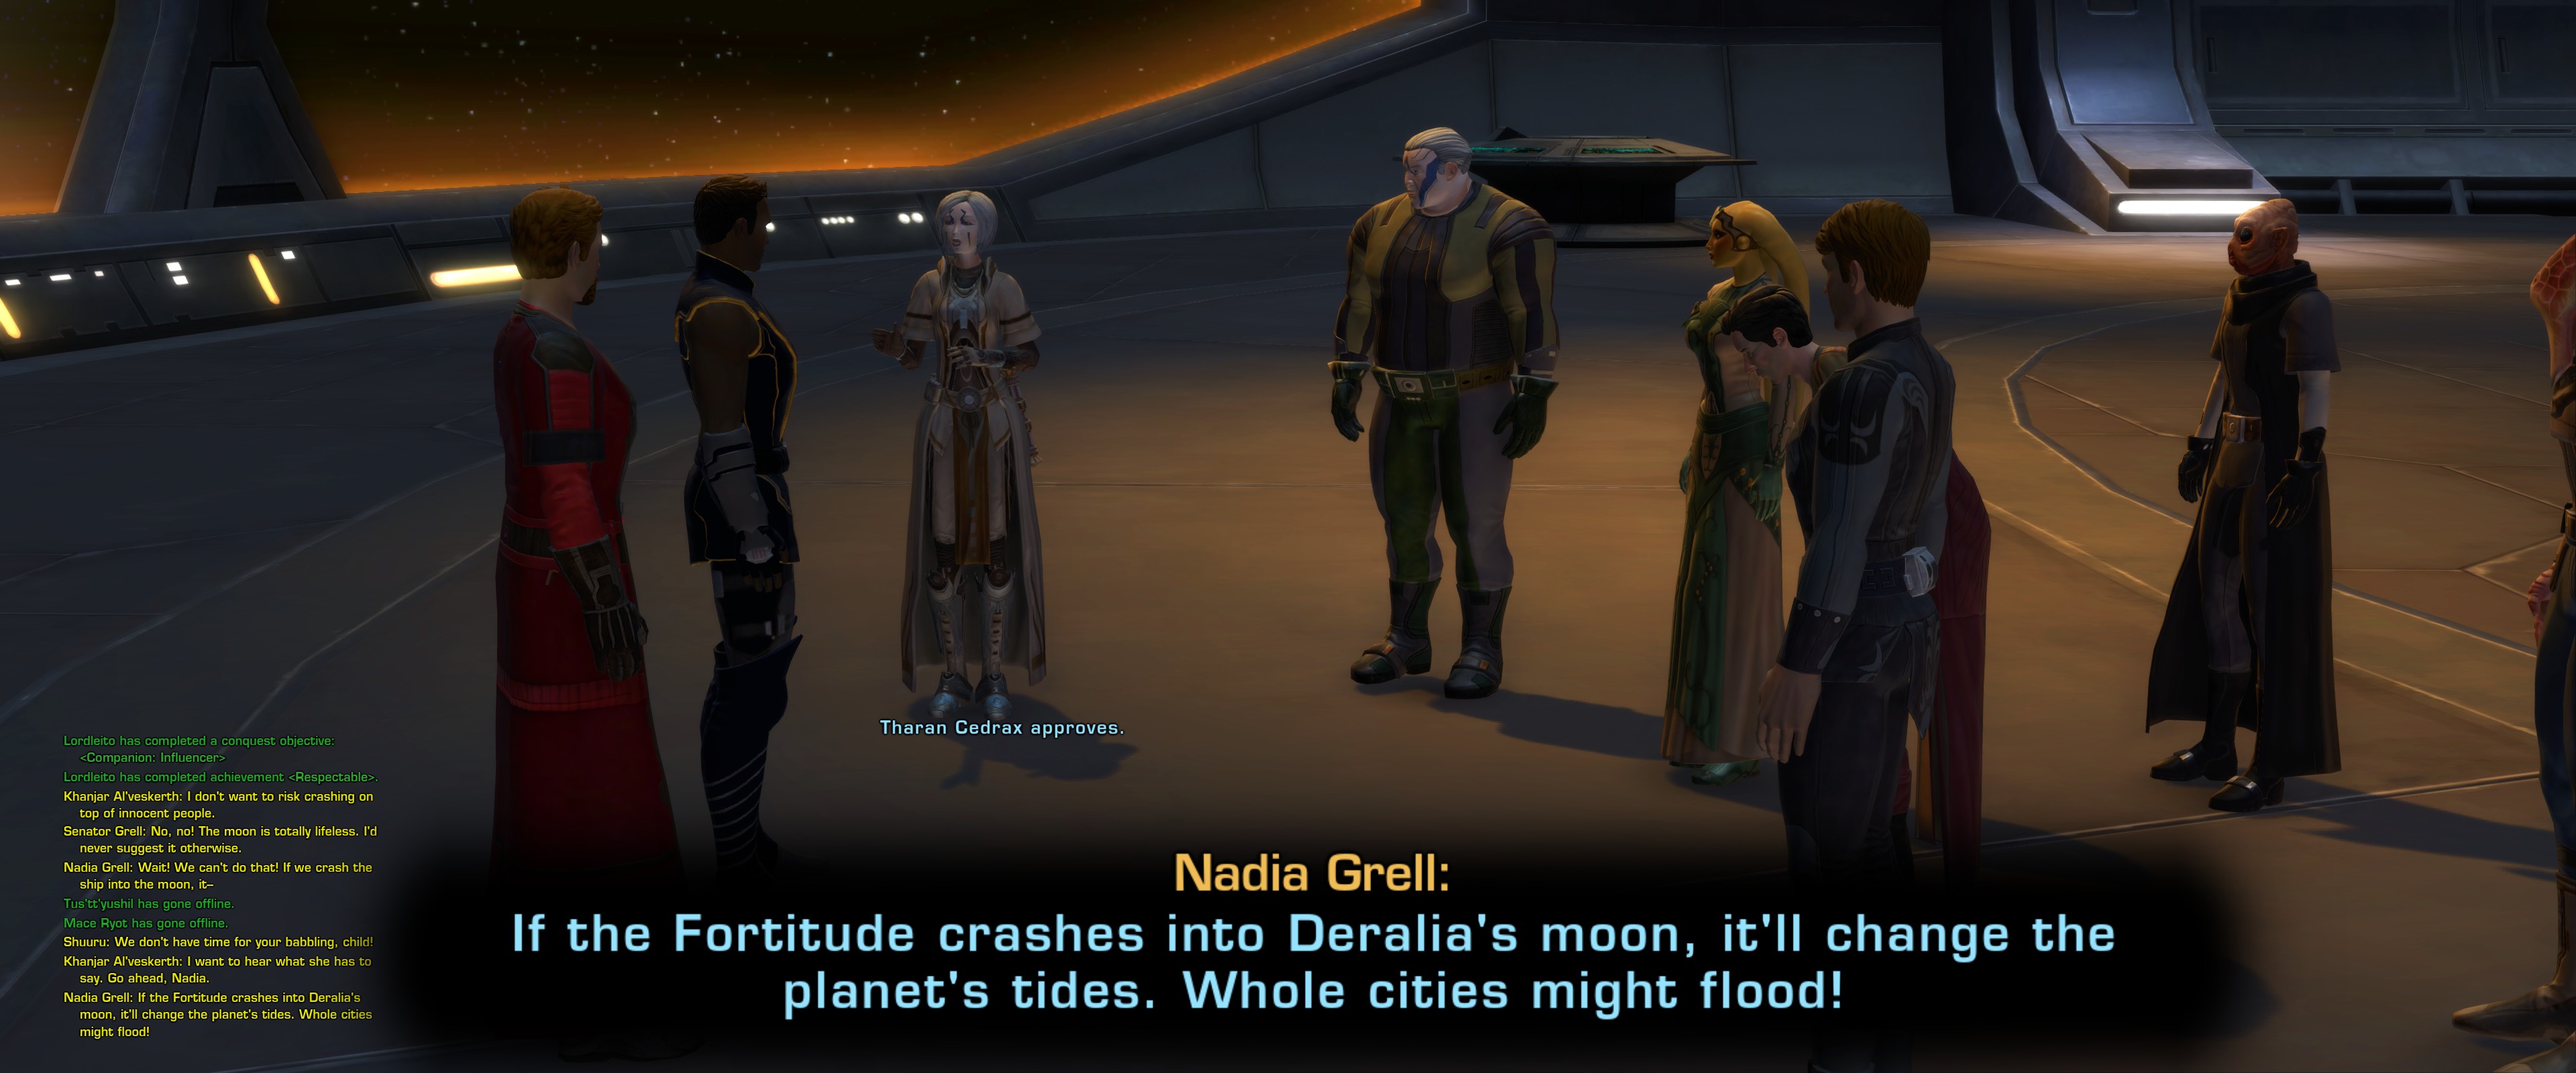 Tharan Cedrax approves.
Lordleito has completed a conquest objective:
<Companion: Influencer>
Lordleito has completed achievement <Respectable>.
Khanjar Al'veskerth: I don't want to risk crashing on
top of innocent people.
Senator Grell: No, no! The moon is totally lifeless. I'd
never suggest it otherwise.
Nadia Grell: Wait! We can't do that! If we crash the
ship into the moon, it–
Tus'tt'yushil has gone offline.
Mace Ryot has gone offline.
Shuuru: We don't have time for your babbling, child!
Khanjar Al'veskerth: I want to hear what she has to
say. Go ahead, Nadia.
Nadia Grell: If the Fortitude crashes into Deralia's
moon, it'll change the planet's tides. Whole cities
might flood!
Nadia Grell:
If the Fortitude crashes into Deralia's moon, it'll change the
planet's tides. Whole cities might flood!